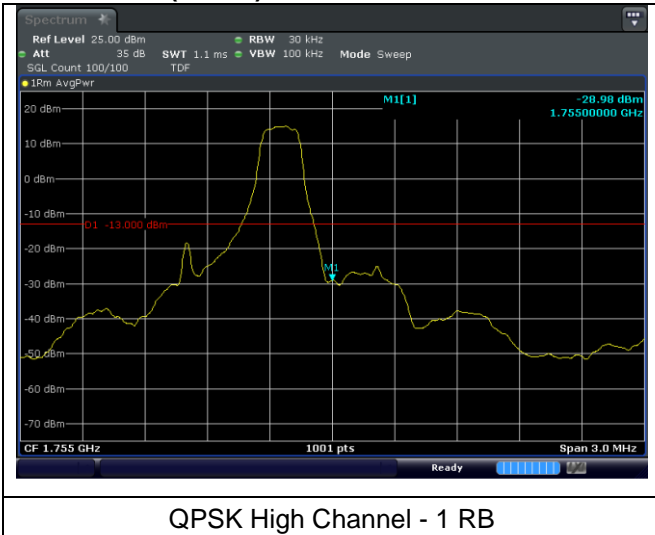 Spectrum
Ref Level 25.00 dBm RBW 30 kHz
Att 35 dB SWT 1.1 ms VBW 100 kHz Mode Sweep
SGL Count 100/100 TDF
1Rm AvgPwr
M1[1] -28.98 dBm
1.75500000 GHz
20 dBm
10 dBm
0 dBm
-10 dBm
D1 -13.000 dBm
-20 dBm
M1
-30 dBm
-40 dBm
-50 dBm
-60 dBm
-70 dBm
CF 1.755 GHz 1001 pts Span 3.0 MHz
Ready
QPSK High Channel - 1 RB